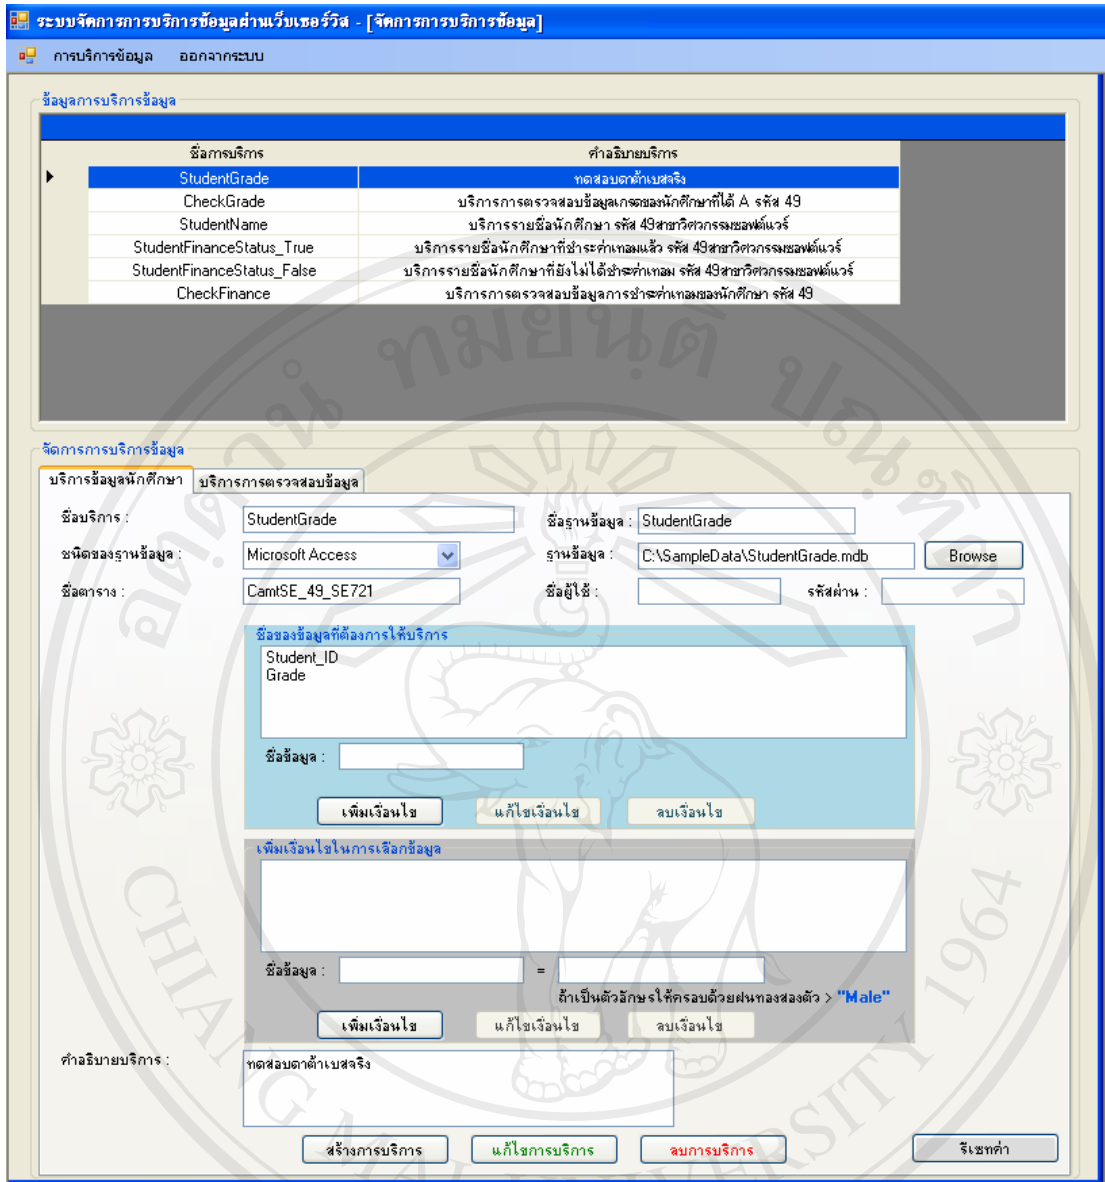 ระบบจัดการการบริการข้อมูลผ่านเว็บเซอร์วิส - [จัดการการบริการข้อมูล]
การบริการข้อมูล ออกจากระบบ
ข้อมูลการบริการข้อมูล
ชื่อการบริการ คำอธิบายบริการ
StudentGrade ทดสอบดาต้าเบสจริง
CheckGrade บริการการตรวจสอบข้อมูลเกรดของนักศึกษาที่ได้ A รหัส 49
StudentName บริการรายชื่อนักศึกษา รหัส 49สาขาวิศวกรรมซอฟต์แวร์
StudentFinanceStatus_True บริการรายชื่อนักศึกษาที่ชำระค่าเทอมแล้ว รหัส 49สาขาวิศวกรรมซอฟต์แวร์
StudentFinanceStatus_False บริการรายชื่อนักศึกษาที่ยังไม่ได้ชำระค่าเทอม รหัส 49สาขาวิศวกรรมซอฟต์แวร์
CheckFinance บริการการตรวจสอบข้อมูลการชำระค่าเทอมของนักศึกษา รหัส 49
จัดการการบริการข้อมูล
บริการข้อมูลนักศึกษา บริการการตรวจสอบข้อมูล
ชื่อบริการ : StudentGrade ชื่อฐานข้อมูล : StudentGrade
ชนิดของฐานข้อมูล : Microsoft Access ฐานข้อมูล : C:\SampleData\StudentGrade.mdb Browse
ชื่อตาราง : CamtSE_49_SE721 ชื่อผู้ใช้ : รหัสผ่าน :
ชื่อของข้อมูลที่ต้องการให้บริการ
Student_ID
Grade
ชื่อข้อมูล :
เพิ่มเงื่อนไข แก้ไขเงื่อนไข ลบเงื่อนไข
เพิ่มเงื่อนไขในการเลือกข้อมูล
ชื่อข้อมูล : =
ถ้าเป็นตัวอักษรให้ครอบด้วยฝนทองสองตัว > "Male"
เพิ่มเงื่อนไข แก้ไขเงื่อนไข ลบเงื่อนไข
คำอธิบายบริการ : ทดสอบดาต้าเบสจริง
สร้างการบริการ แก้ไขการบริการ ลบการบริการ รีเซทค่า
อตฺตานํ ทมยนฺติ ปณฺฑิตา
CHIANG MAI UNIVERSITY 1964